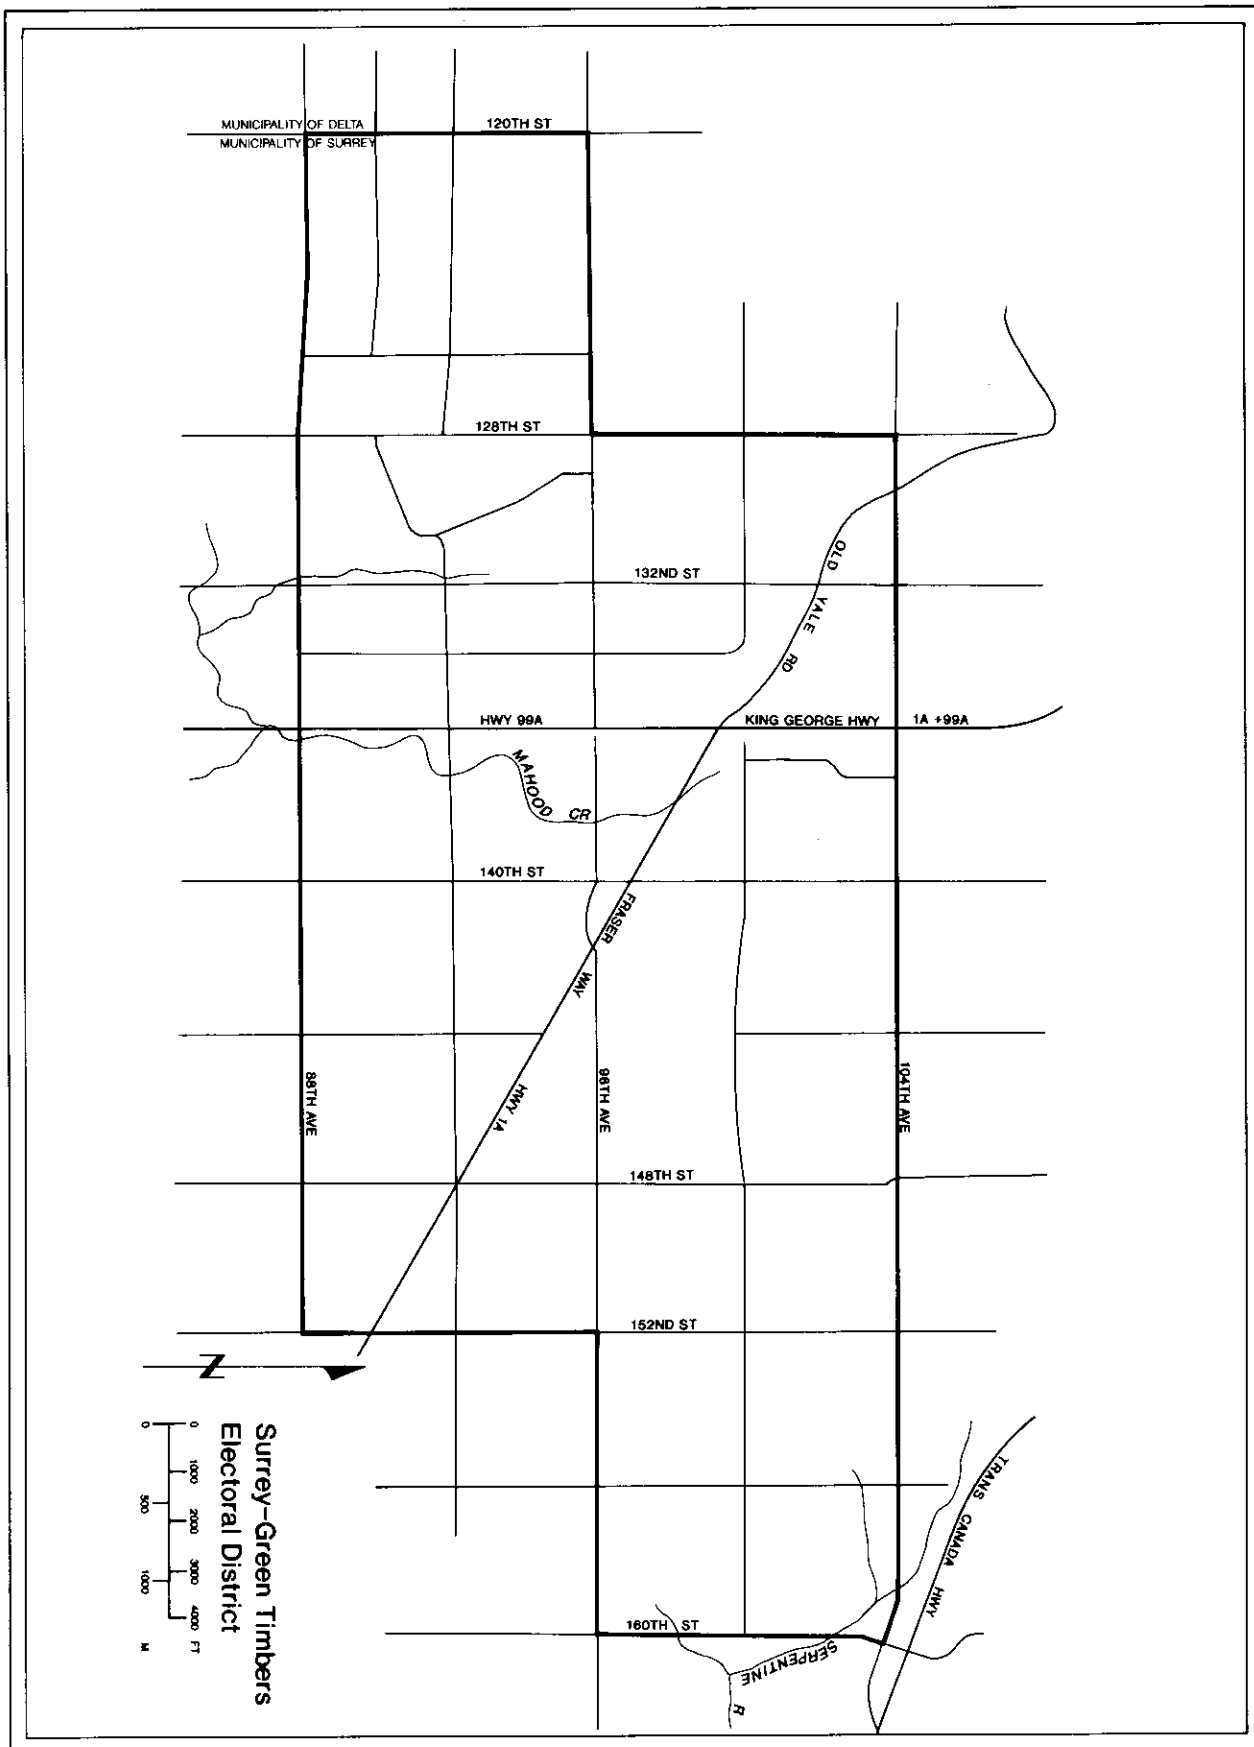 MUNICIPALITY OF DELTA
MUNICIPALITY OF SURREY
120TH ST
128TH ST
132ND ST
OLD YALE RD
HWY 99A
KING GEORGE HWY
1A +99A
MAHOOD CR
140TH ST
FRASER WAY
HWY 1A
88TH AVE
96TH AVE
104TH AVE
148TH ST
152ND ST
160TH ST
TRANS CANADA HWY
SERPENTINE R
N
Surrey-Green Timbers
Electoral District
0 1000 2000 3000 4000 FT
0 500 1000 M